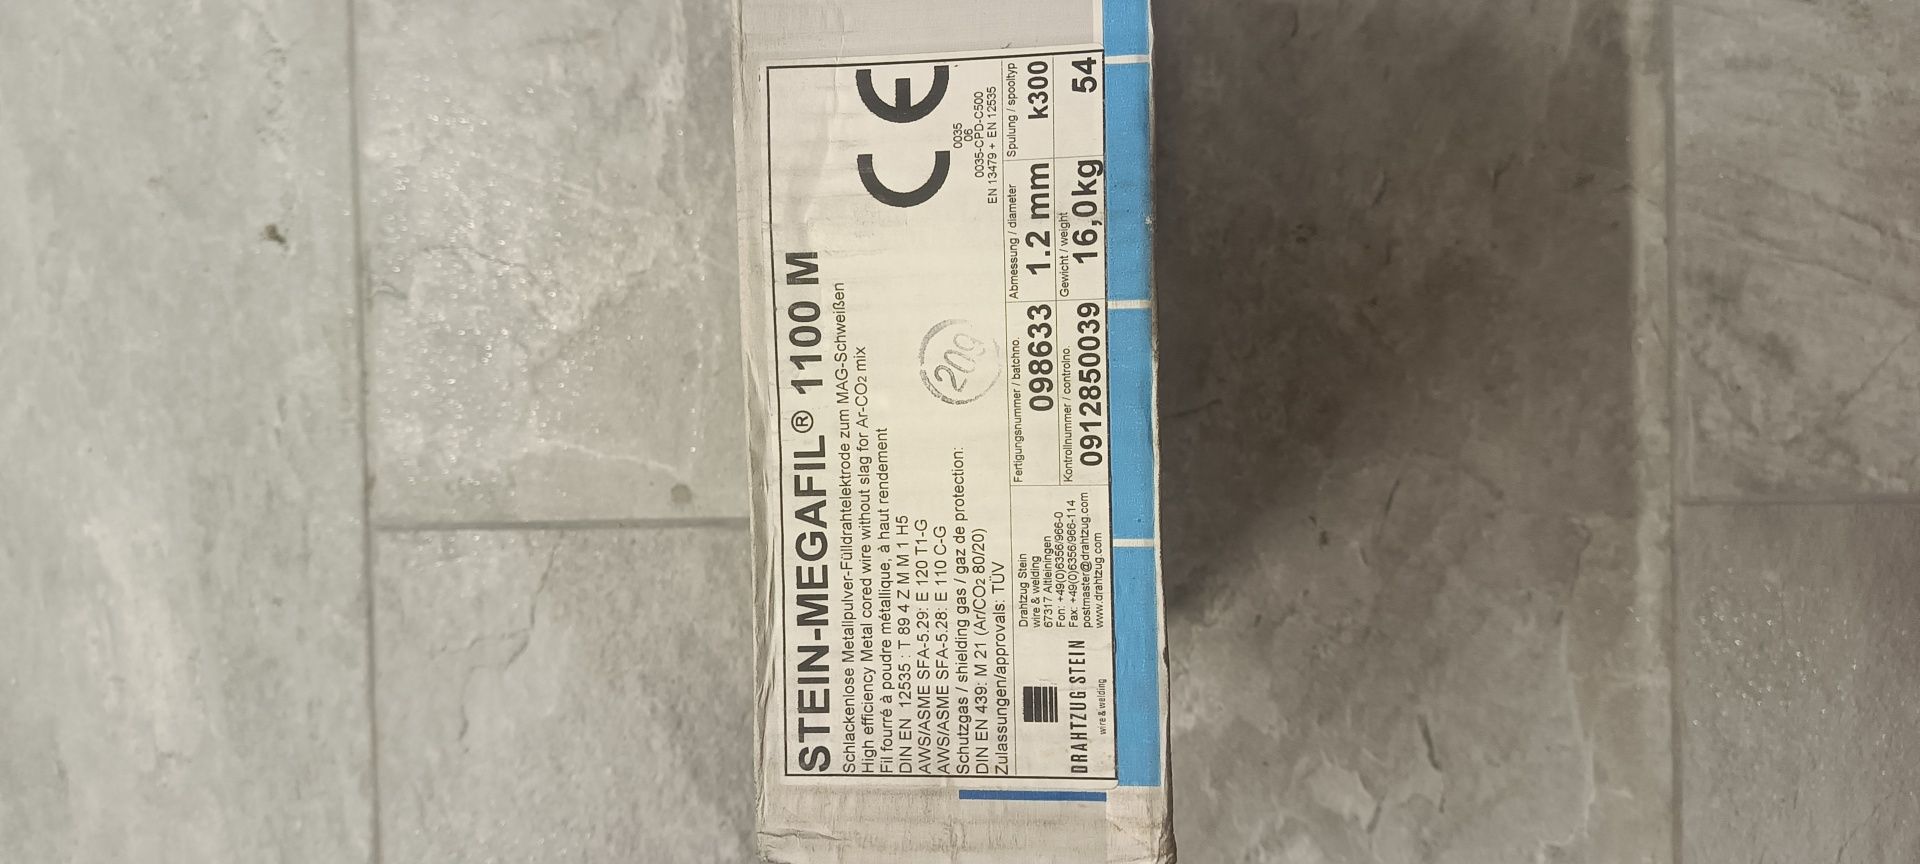 STEIN-MEGAFIL® 1100 M
Schlackenlose Metallpulver-Fülldrahtelektrode zum MAG-Schweißen
High efficiency Metal cored wire without slag for Ar-CO2 mix
Fil fourré à poudre métallique, à haut rendement
DIN EN 12535 : T 89 4 Z M M 1 H5
AWS/ASME SFA-5.29: E 120 T1-G
AWS/ASME SFA-5.28: E 110 C-G
Schutzgas / shielding gas / gaz de protection:
DIN EN 439: M 21 (Ar/CO2 80/20)
Zulassungen/approvals: TÜV
209
CE
0035
06
0035-CPD-C500
EN 13479 + EN 12535
DRAHTZUG STEIN
wire & welding
Drahtzug Stein
wire & welding
67317 Altleiningen
Fon: +49(0)6356/966-0
Fax: +49(0)6356/966-114
postmaster@drahtzug.com
www.drahtzug.com
Fertigungsnummer / batchno.
098633
Abmessung / diameter
1.2 mm
Spulung / spooltyp
k300
Kontrollnummer / controlno.
0912850039
Gewicht / weight
16,0kg
54